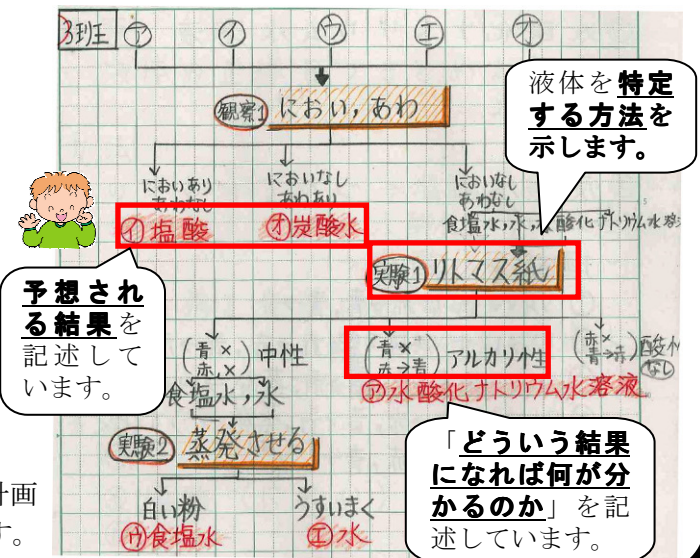 3班王 ㋐ ㋑ ㋒ ㋓ ㋔
観察1 におい,あわ
液体を特定
する方法を
示します。
においあり
あわなし
㋑塩酸
においなし
あわあり
㋔炭酸水
においなし
あわなし
食塩水,水,水酸化ナトリウム水溶液
実験1 リトマス紙
予想され
る結果を
記述して
います。
(青×
赤×) 中性
食塩水,水
(青×
赤→青) アルカリ性
㋐水酸化ナトリウム水溶液
(赤×
青→赤) 酸性
なし
実験2 蒸発させる
白い粉
㋒食塩水
うすいまく
㋓水
「どういう結果
になれば何が分
かるのか」を記
述しています。
計画
す。